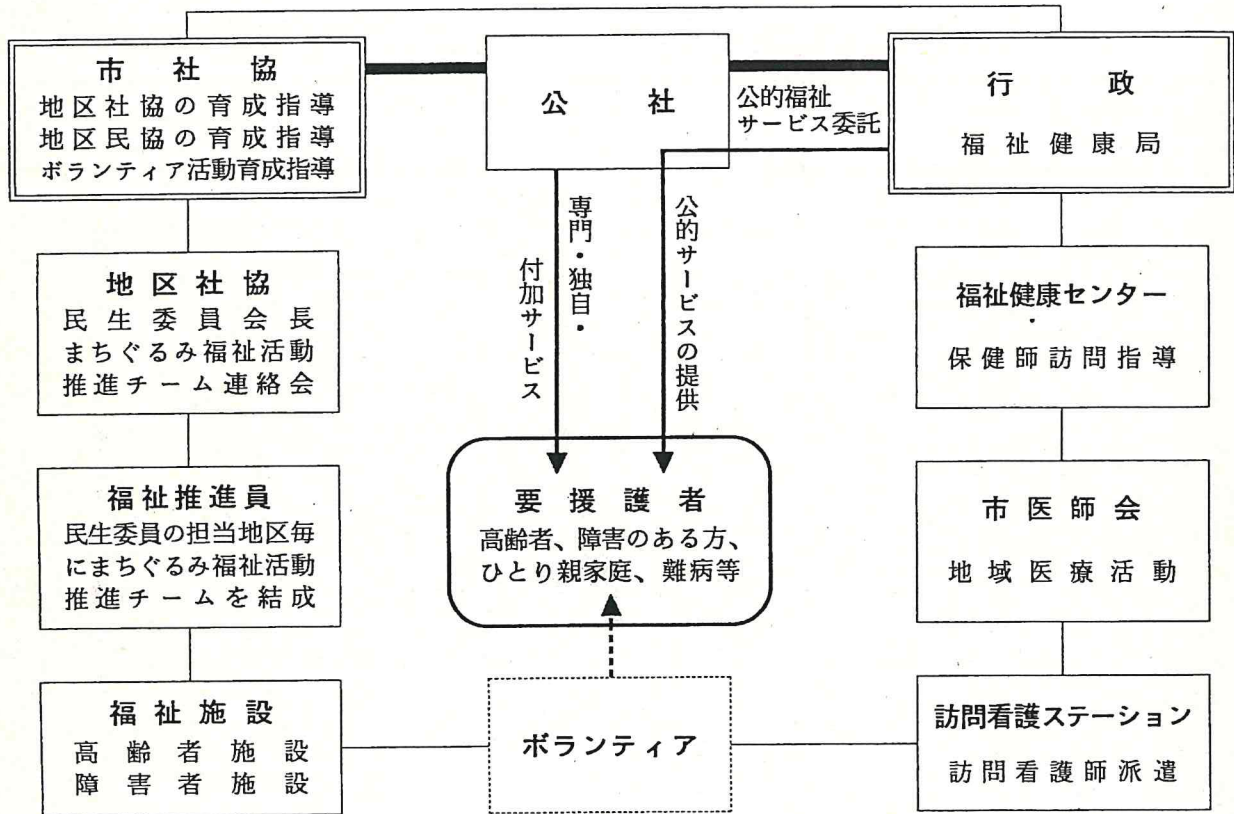 市社協
地区社協の育成指導
地区民協の育成指導
ボランティア活動育成指導
公社
公的福祉
サービス委託
行政
福祉健康局
専門・独自・
付加サービス
公的サービスの提供
地区社協
民生委員会長
まちぐるみ福祉活動
推進チーム連絡会
福祉健康センター
・
保健師訪問指導
福祉推進員
民生委員の担当地区毎
にまちぐるみ福祉活動
推進チームを結成
要援護者
高齢者、障害のある方、
ひとり親家庭、難病等
市医師会
地域医療活動
福祉施設
高齢者施設
障害者施設
ボランティア
訪問看護ステーション
訪問看護師派遣